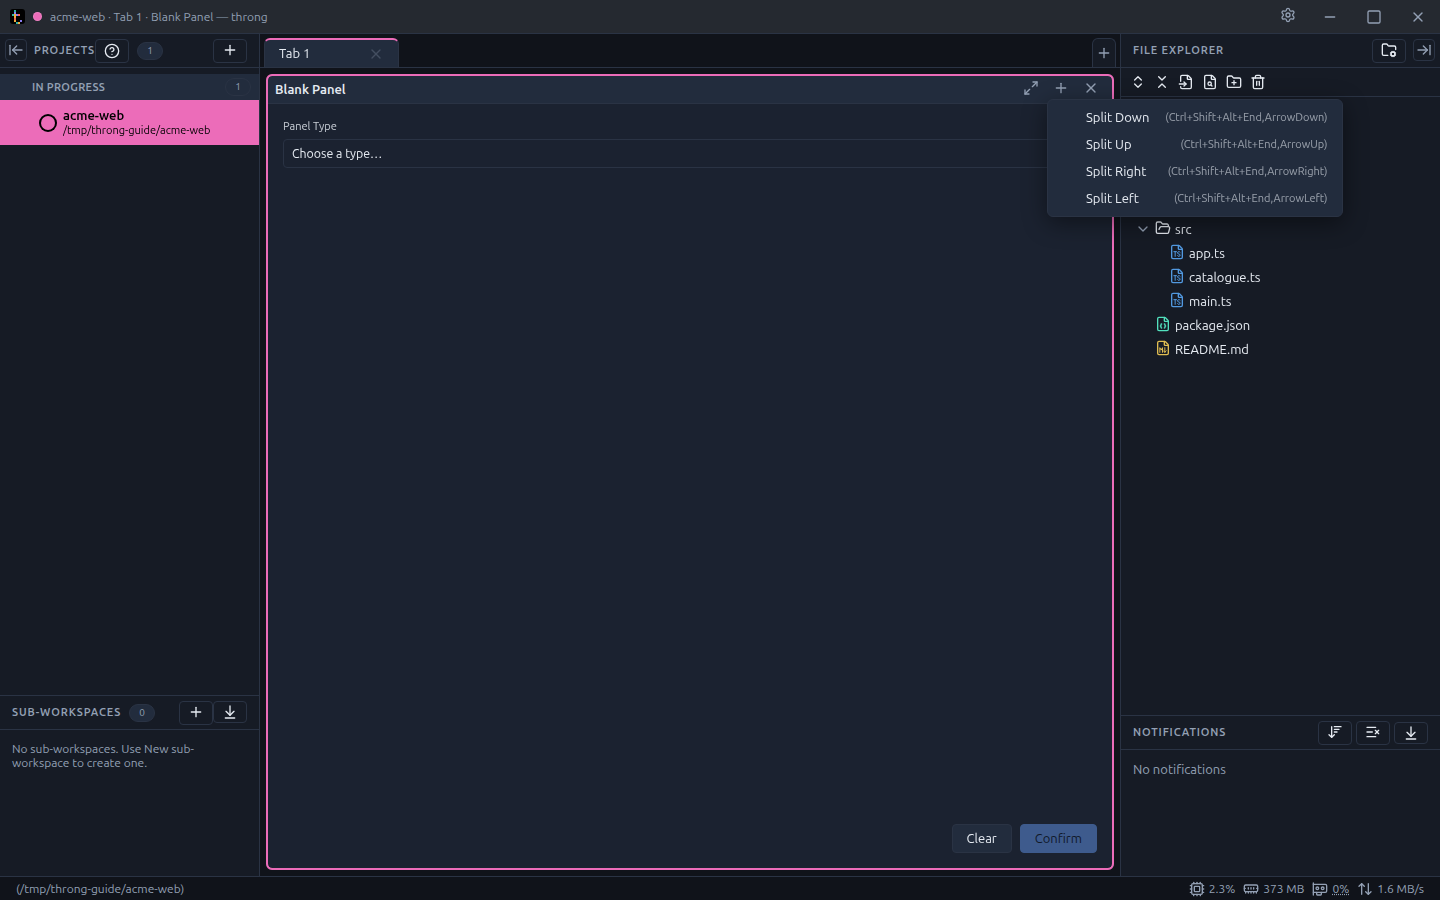 acme-web · Tab 1 · Blank Panel — throng
PROJECTS 1
IN PROGRESS 1
acme-web
/tmp/throng-guide/acme-web
SUB-WORKSPACES 0
No sub-workspaces. Use New sub-
workspace to create one.
Tab 1
Blank Panel
Panel Type
Choose a type...
Clear
Confirm
Split Down (Ctrl+Shift+Alt+End,ArrowDown)
Split Up (Ctrl+Shift+Alt+End,ArrowUp)
Split Right (Ctrl+Shift+Alt+End,ArrowRight)
Split Left (Ctrl+Shift+Alt+End,ArrowLeft)
FILE EXPLORER
src
app.ts
catalogue.ts
main.ts
package.json
README.md
NOTIFICATIONS
No notifications
(/tmp/throng-guide/acme-web)
2.3% 373 MB 0% 1.6 MB/s